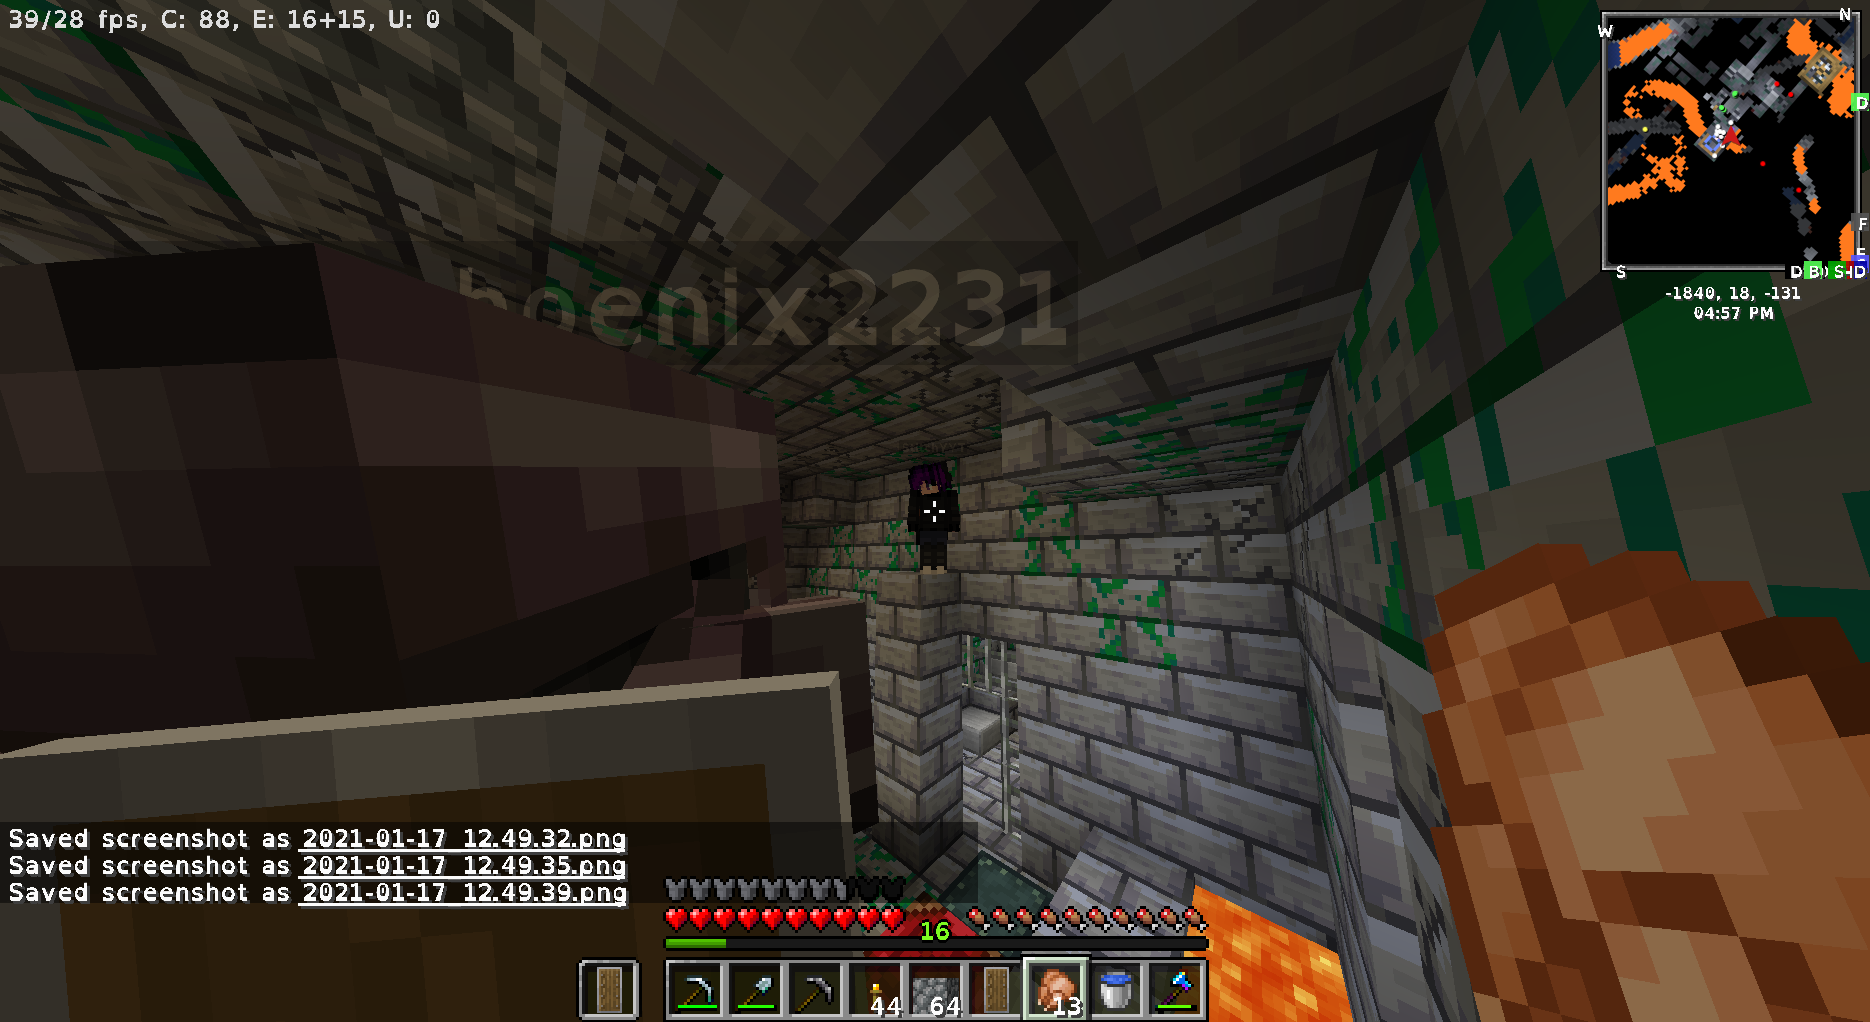 39/28 fps, C: 88, E: 16+15, U: 0
N
W
D
F
E
S
-1840, 18, -131
04:57 PM
hoenix2231
Saved screenshot as 2021-01-17_12.49.32.png
Saved screenshot as 2021-01-17_12.49.35.png
Saved screenshot as 2021-01-17_12.49.39.png
16
44
64
13